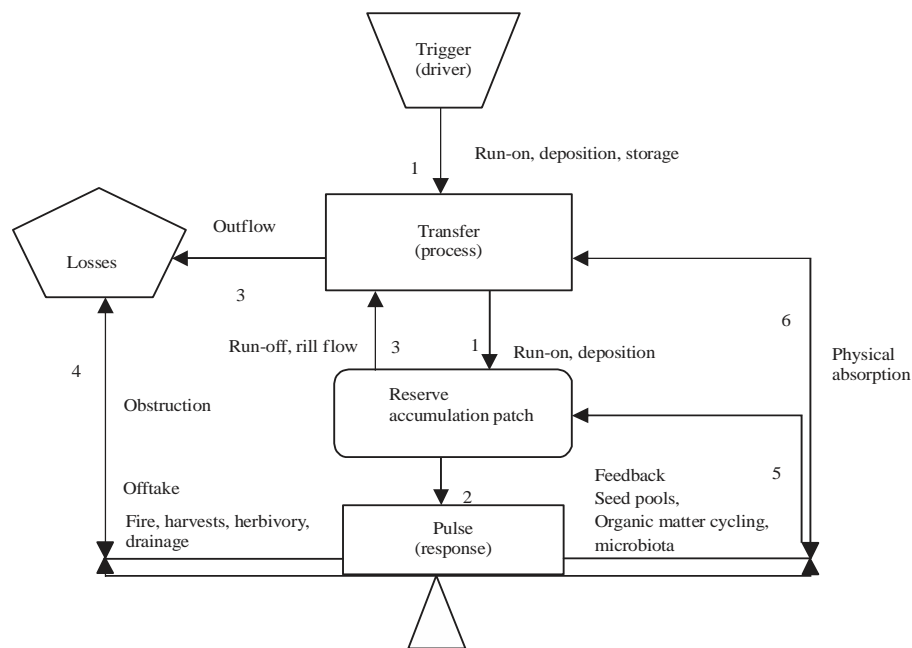 Trigger
(driver)
1
Run-on, deposition, storage
Transfer
(process)
Outflow
Losses
3
6
Run-off, rill flow
3
1
Run-on, deposition
Physical
absorption
4
Reserve
accumulation patch
Obstruction
5
Feedback
Seed pools,
Organic matter cycling,
microbiota
2
Offtake
Fire, harvests, herbivory,
drainage
Pulse
(response)